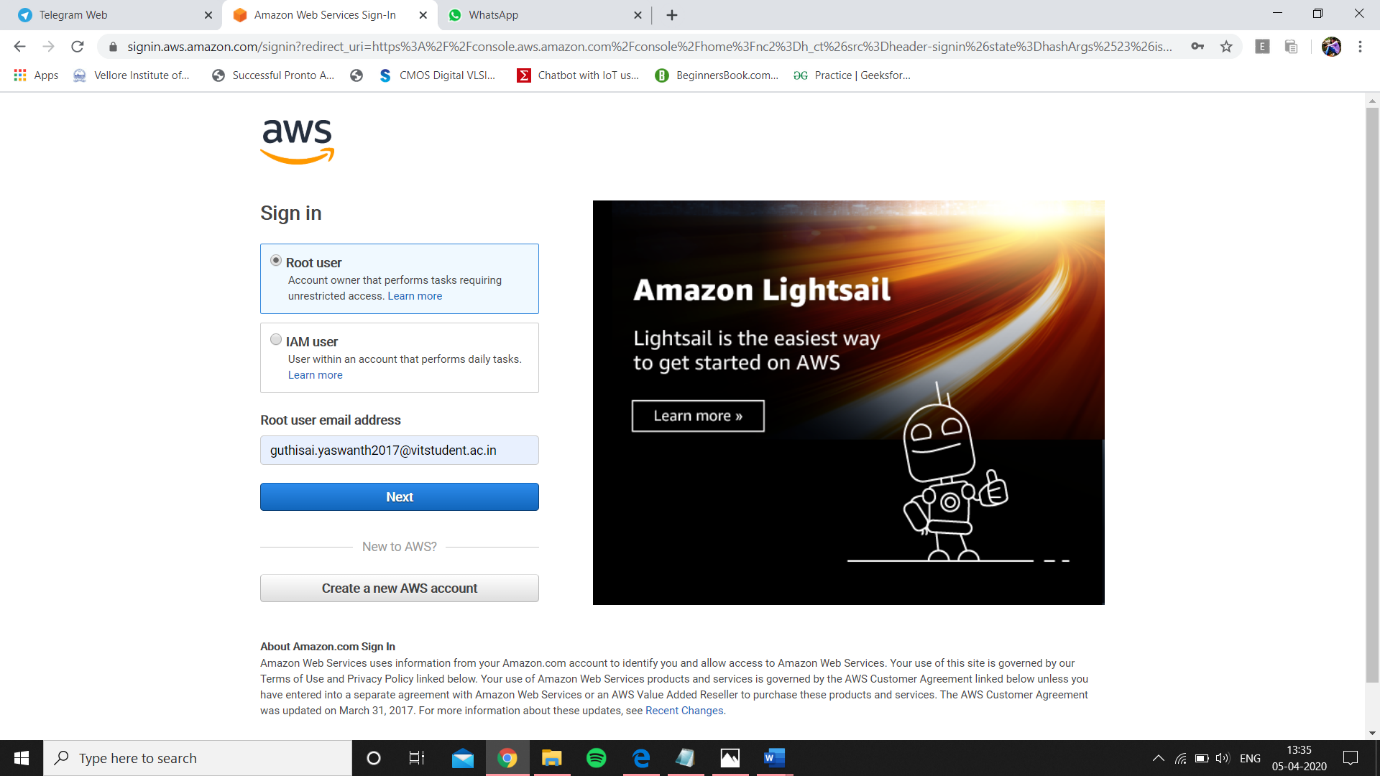 Telegram Web
Amazon Web Services Sign-In
WhatsApp
signin.aws.amazon.com/signin?redirect_uri=https%3A%2F%2Fconsole.aws.amazon.com%2Fconsole%2Fhome%3Fnc2%3Dh_ct%26src%3Dheader-signin%26state%3DhashArgs%2523%26is...
Apps
Vellore Institute of...
Successful Pronto A...
CMOS Digital VLSI...
Chatbot with IoT us...
BeginnersBook.com...
Practice | Geeksfor...
aws
Sign in
Root user
Account owner that performs tasks requiring
unrestricted access. Learn more
IAM user
User within an account that performs daily tasks.
Learn more
Root user email address
guthisai.yaswanth2017@vitstudent.ac.in
Next
New to AWS?
Create a new AWS account
Amazon Lightsail
Lightsail is the easiest way
to get started on AWS
Learn more »
About Amazon.com Sign In
Amazon Web Services uses information from your Amazon.com account to identify you and allow access to Amazon Web Services. Your use of this site is governed by our
Terms of Use and Privacy Policy linked below. Your use of Amazon Web Services products and services is governed by the AWS Customer Agreement linked below unless you
have entered into a separate agreement with Amazon Web Services or an AWS Value Added Reseller to purchase these products and services. The AWS Customer Agreement
was updated on March 31, 2017. For more information about these updates, see Recent Changes.
Type here to search
ENG
13:35
05-04-2020